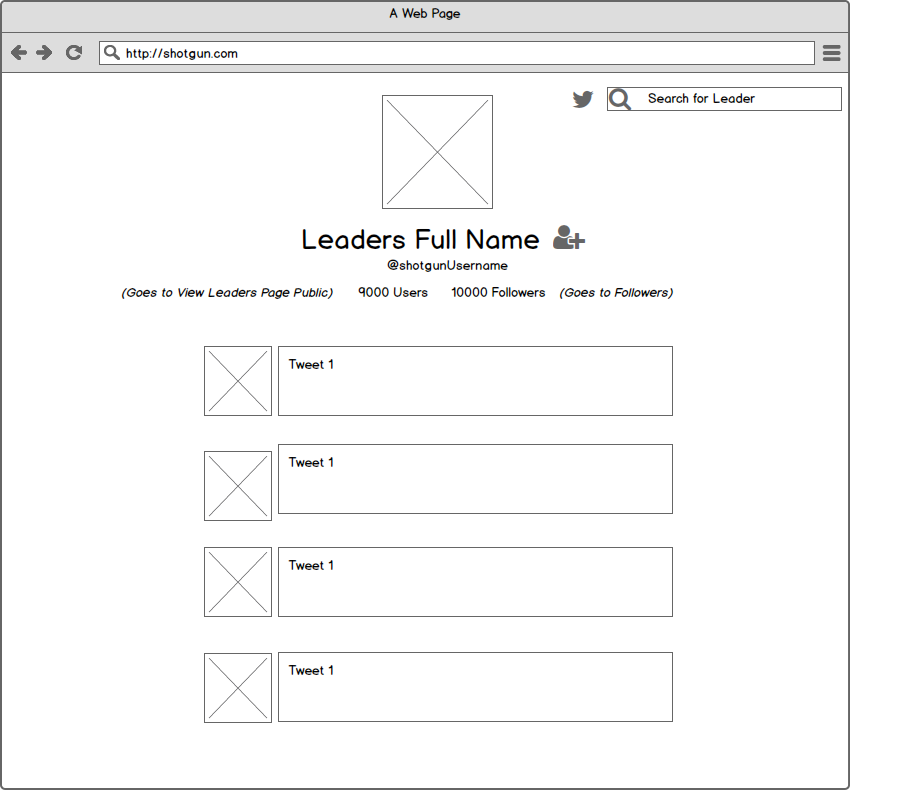 A Web Page
http://shotgun.com
Search for Leader
Leaders Full Name
@shotgunUsername
(Goes to View Leaders Page Public) 9000 Users 10000 Followers (Goes to Followers)
Tweet 1
Tweet 1
Tweet 1
Tweet 1